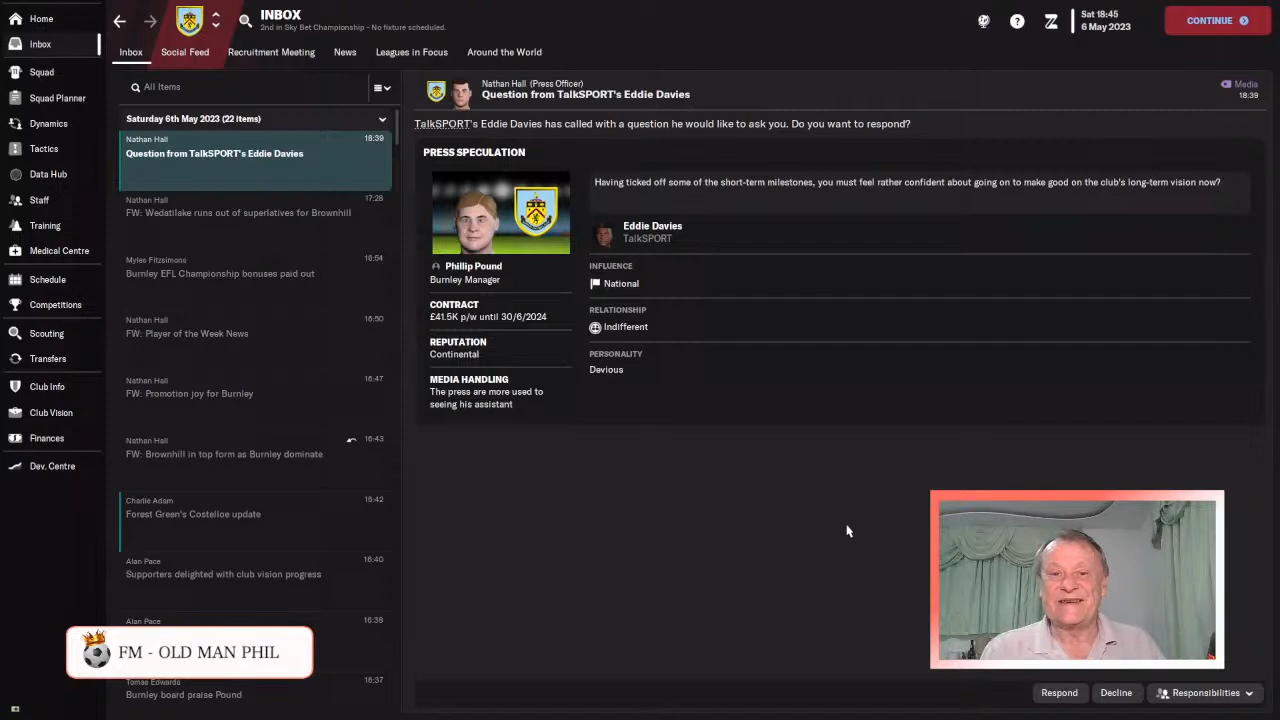 Home
Inbox
Squad
Squad Planner
Dynamics
Tactics
Data Hub
Staff
Training
Medical Centre
Schedule
Competitions
Scouting
Transfers
Club Info
Club Vision
Finances
Dev. Centre
INBOX
2nd in Sky Bet Championship - No fixture scheduled.
Sat 18:45
6 May 2023
CONTINUE
Inbox Social Feed Recruitment Meeting News Leagues in Focus Around the World
All Items
Saturday 6th May 2023 (22 items)
Nathan Hall 18:39
Question from TalkSPORT's Eddie Davies
Nathan Hall 17:28
FW: Wedatilake runs out of superlatives for Brownhill
Myles Fitzsimons 16:54
Burnley EFL Championship bonuses paid out
Nathan Hall 16:50
FW: Player of the Week News
Nathan Hall 16:47
FW: Promotion joy for Burnley
Nathan Hall 16:43
FW: Brownhill in top form as Burnley dominate
Charlie Adam 16:42
Forest Green's Costelloe update
Alan Pace 16:40
Supporters delighted with club vision progress
Alan Pace 16:38
FM - OLD MAN PHIL
Tomas Edwards 16:37
Burnley board praise Pound
Nathan Hall (Press Officer)
Question from TalkSPORT's Eddie Davies
Media
18:39
TalkSPORT's Eddie Davies has called with a question he would like to ask you. Do you want to respond?
PRESS SPECULATION
Having ticked off some of the short-term milestones, you must feel rather confident about going on to make good on the club's long-term vision now?
Eddie Davies
TalkSPORT
Phillip Pound
Burnley Manager
CONTRACT
£41.5K p/w until 30/6/2024
REPUTATION
Continental
MEDIA HANDLING
The press are more used to
seeing his assistant
INFLUENCE
National
RELATIONSHIP
Indifferent
PERSONALITY
Devious
Respond Decline Responsibilities